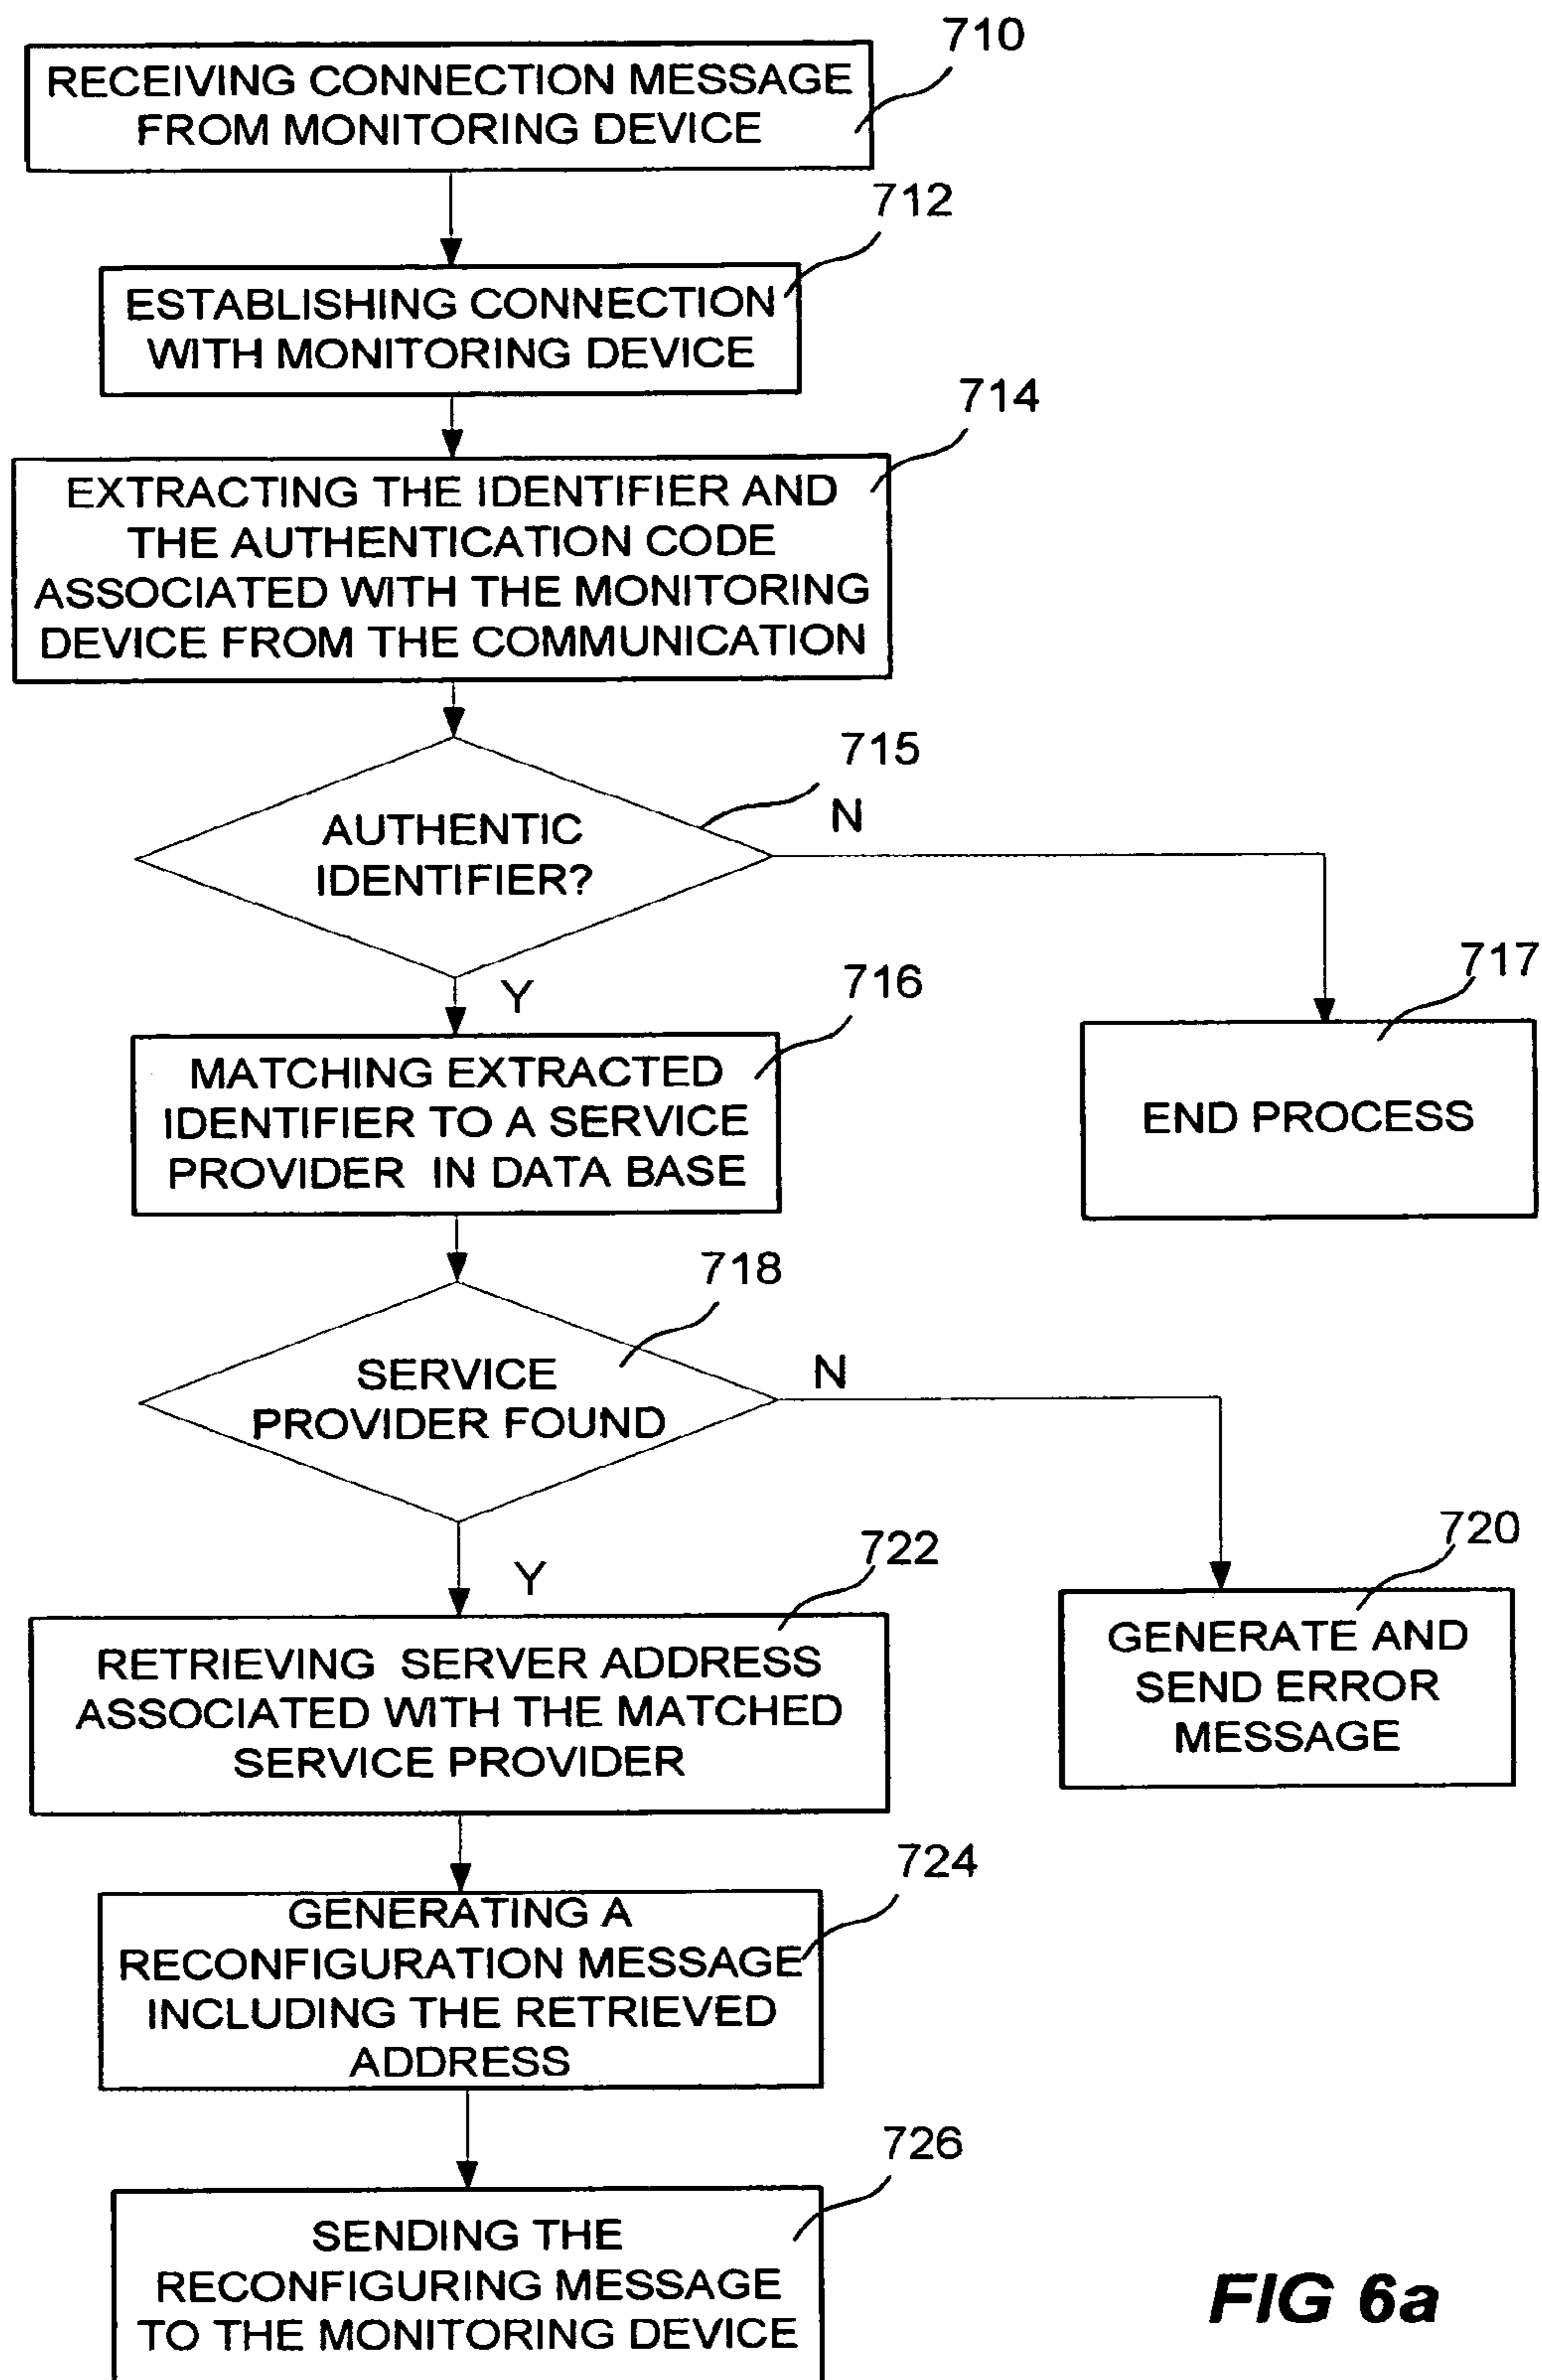 710
RECEIVING CONNECTION MESSAGE
FROM MONITORING DEVICE
712
ESTABLISHING CONNECTION
WITH MONITORING DEVICE
714
EXTRACTING THE IDENTIFIER AND
THE AUTHENTICATION CODE
ASSOCIATED WITH THE MONITORING
DEVICE FROM THE COMMUNICATION
715
N
AUTHENTIC
IDENTIFIER?
717
Y
716
MATCHING EXTRACTED
IDENTIFIER TO A SERVICE
PROVIDER IN DATA BASE
END PROCESS
718
N
SERVICE
PROVIDER FOUND
720
Y
722
RETRIEVING SERVER ADDRESS
ASSOCIATED WITH THE MATCHED
SERVICE PROVIDER
GENERATE AND
SEND ERROR
MESSAGE
724
GENERATING A
RECONFIGURATION MESSAGE
INCLUDING THE RETRIEVED
ADDRESS
726
SENDING THE
RECONFIGURING MESSAGE
TO THE MONITORING DEVICE
FIG 6a